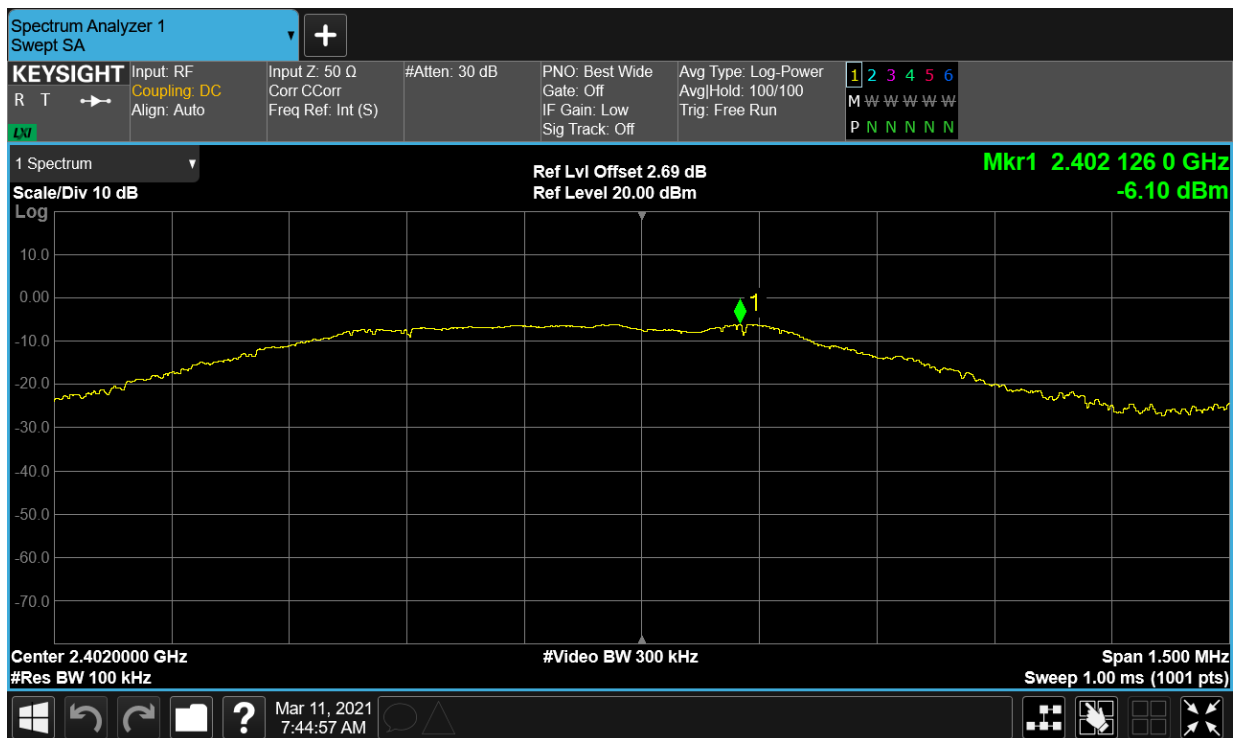 Spectrum Analyzer 1
Swept SA
▼
+
KEYSIGHT
R T
LXI
Input: RF
Coupling: DC
Align: Auto
Input Z: 50 Ω
Corr CCorr
Freq Ref: Int (S)
#Atten: 30 dB
PNO: Best Wide
Gate: Off
IF Gain: Low
Sig Track: Off
Avg Type: Log-Power
Avg|Hold: 100/100
Trig: Free Run
1 2 3 4 5 6
M W W W W W
P N N N N N
1 Spectrum ▼
Scale/Div 10 dB
Log
Ref Lvl Offset 2.69 dB
Ref Level 20.00 dBm
Mkr1 2.402 126 0 GHz
-6.10 dBm
10.0
0.00
1
-10.0
-20.0
-30.0
-40.0
-50.0
-60.0
-70.0
Center 2.4020000 GHz
#Res BW 100 kHz
#Video BW 300 kHz
Span 1.500 MHz
Sweep 1.00 ms (1001 pts)
?
Mar 11, 2021
7:44:57 AM